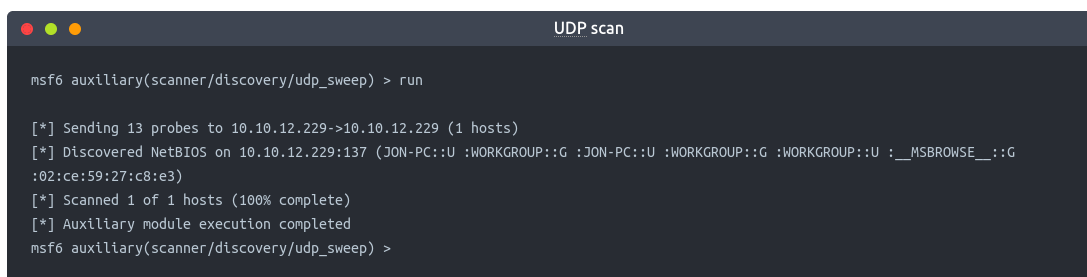 UDP scan
msf6 auxiliary(scanner/discovery/udp_sweep) > run
[*] Sending 13 probes to 10.10.12.229->10.10.12.229 (1 hosts)
[*] Discovered NetBIOS on 10.10.12.229:137 (JON-PC::U :WORKGROUP::G :JON-PC::U :WORKGROUP::G :WORKGROUP::U :__MSBROWSE__::G
:02:ce:59:27:c8:e3)
[*] Scanned 1 of 1 hosts (100% complete)
[*] Auxiliary module execution completed
msf6 auxiliary(scanner/discovery/udp_sweep) >